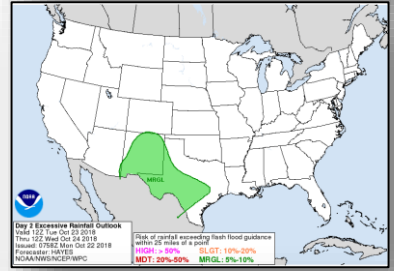 MRGL
NOAA
Day 2 Excessive Rainfall Outlook
Valid 12Z Tue Oct 23 2018
Thru 12Z Wed Oct 24 2018
Issued: 0758Z Mon Oct 22 2018
Forecaster: HAYES
NOAA/NWS/NCEP/WPC
Risk of rainfall exceeding flash flood guidance
within 25 miles of a point
HIGH: > 50% SLGT: 10%-20%
MDT: 20%-50% MRGL: 5%-10%